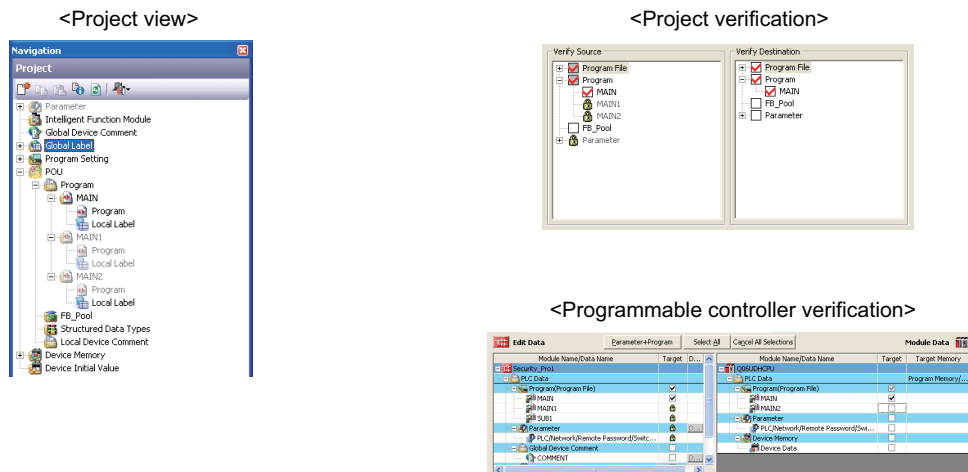 <Project view>
Navigation
Project
Parameter
Intelligent Function Module
Global Device Comment
Global Label
Program Setting
POU
Program
MAIN
Program
Local Label
MAIN1
Program
Local Label
MAIN2
Program
Local Label
FB_Pool
Structured Data Types
Local Device Comment
Device Memory
Device Initial Value
<Project verification>
Verify Source
Program File
Program
MAIN
MAIN1
MAIN2
FB_Pool
Parameter
Verify Destination
Program File
Program
MAIN
FB_Pool
Parameter
<Programmable controller verification>
Edit Data Parameter+Program Select All Cancel All Selections Module Data
Module Name/Data Name Target D...
Security_Pro1
PLC Data
Program(Program File)
MAIN
MAIN1
SUB1
Parameter
PLC/Network/Remote Password/Switc...
Global Device Comment
COMMENT
Module Name/Data Name Target Target Memory
Q06UDHCPU
PLC Data Program Memory/...
Program(Program File)
MAIN
MAIN2
Parameter
PLC/Network/Remote Password/Swi...
Device Memory
Device Data